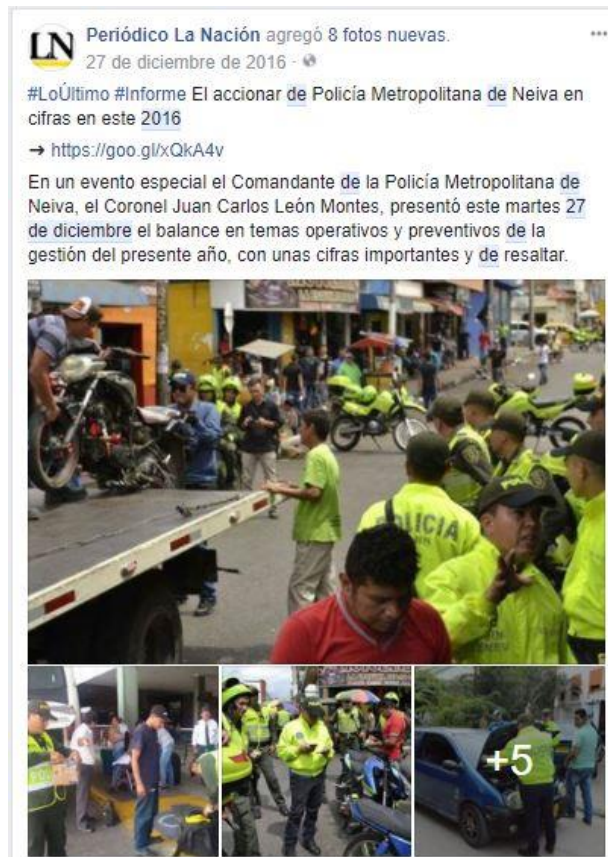 LN
Periódico La Nación agregó 8 fotos nuevas.
27 de diciembre de 2016 ·
#LoÚltimo #Informe El accionar de Policía Metropolitana de Neiva en
cifras en este 2016
→ https://goo.gl/xQkA4v
En un evento especial el Comandante de la Policía Metropolitana de
Neiva, el Coronel Juan Carlos León Montes, presentó este martes 27
de diciembre el balance en temas operativos y preventivos de la
gestión del presente año, con unas cifras importantes y de resaltar.
POLICIA
+5